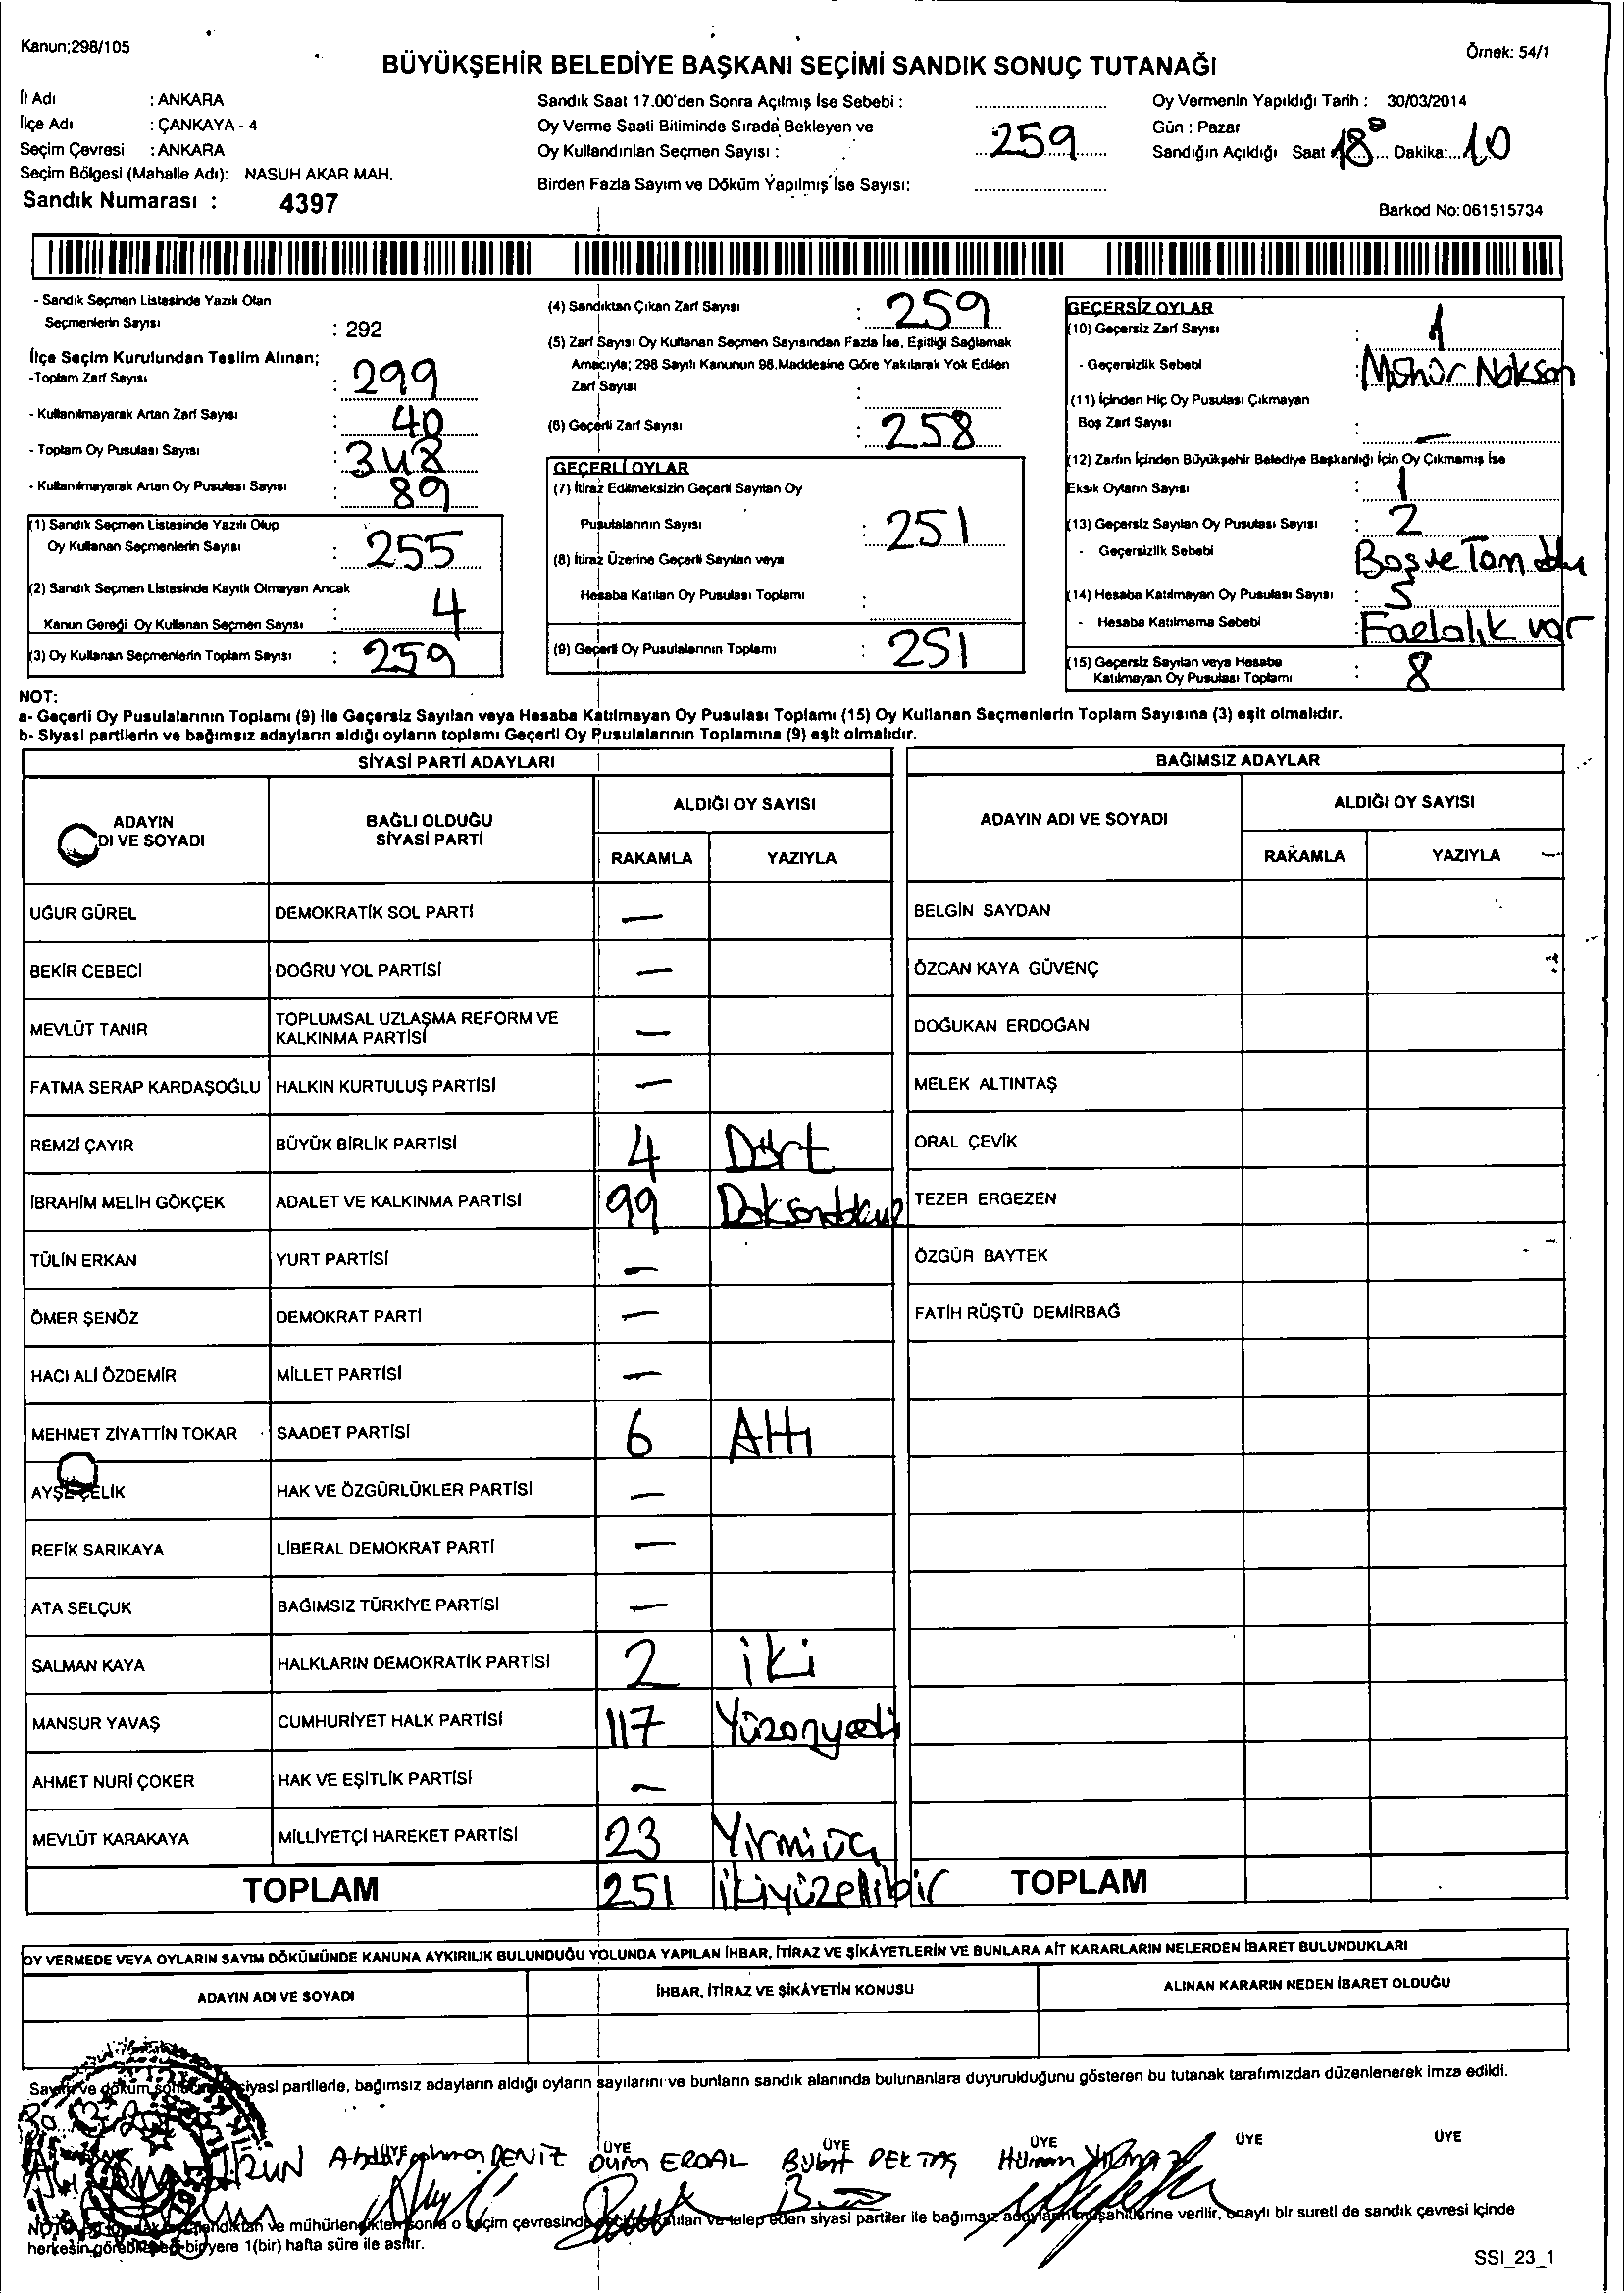 Kanun;298/105
Örnek: 54/1
BÜYÜKŞEHİR BELEDİYE BAŞKANI SEÇİMİ SANDIK SONUÇ TUTANAĞI
İl Adı : ANKARA
İlçe Adı : ÇANKAYA - 4
Seçim Çevresi : ANKARA
Seçim Bölgesi (Mahalle Adı): NASUH AKAR MAH.
Sandık Numarası : 4397
Sandık Saat 17.00'den Sonra Açılmış İse Sebebi :
Oy Verme Saati Bitiminde Sırada Bekleyen ve
Oy Kullandırılan Seçmen Sayısı : 259
Birden Fazla Sayım ve Döküm Yapılmış İse Sayısı:
Oy Vermenin Yapıldığı Tarih : 30/03/2014
Gün : Pazar
Sandığın Açıldığı Saat 18 Dakika: 10
Barkod No:061515734
- Sandık Seçmen Listesinde Yazılı Olan
Seçmenlerin Sayısı : 292
İlçe Seçim Kurulundan Teslim Alınan;
-Toplam Zarf Sayısı : 299
- Kullanılmayarak Artan Zarf Sayısı : 40
- Toplam Oy Pusulası Sayısı : 348
- Kullanılmayarak Artan Oy Pusulası Sayısı : 89
(1) Sandık Seçmen Listesinde Yazılı Olup
Oy Kullanan Seçmenlerin Sayısı : 255
(2) Sandık Seçmen Listesinde Kayıtlı Olmayan Ancak
Kanun Gereği Oy Kullanan Seçmen Sayısı : 4
(3) Oy Kullanan Seçmenlerin Toplam Sayısı : 259
(4) Sandıktan Çıkan Zarf Sayısı : 259
(5) Zarf Sayısı Oy Kullanan Seçmen Sayısından Fazla İse, Eşitliği Sağlamak
Amacıyla; 298 Sayılı Kanunun 98.Maddesine Göre Yakılarak Yok Edilen
Zarf Sayısı :
(6) Geçerli Zarf Sayısı : 258
GEÇERLİ OYLAR
(7) İtiraz Edilmeksizin Geçerli Sayılan Oy
Pusulalarının Sayısı : 251
(8) İtiraz Üzerine Geçerli Sayılan veya
Hesaba Katılan Oy Pusulası Toplamı :
(9) Geçerli Oy Pusulalarının Toplamı : 251
GEÇERSİZ OYLAR
(10) Geçersiz Zarf Sayısı : 1
- Geçersizlik Sebebi : Mühür Noksan
(11) İçinden Hiç Oy Pusulası Çıkmayan
Boş Zarf Sayısı : —
(12) Zarfın İçinden Büyükşehir Belediye Başkanlığı İçin Oy Çıkmamış İse
Eksik Oyların Sayısı : 1
(13) Geçersiz Sayılan Oy Pusulası Sayısı : 2
- Geçersizlik Sebebi Boş ve Tam
(14) Hesaba Katılmayan Oy Pusulası Sayısı : 5
- Hesaba Katılmama Sebebi : Fazlalık var
(15) Geçersiz Sayılan veya Hesaba
Katılmayan Oy Pusulası Toplamı : 8
NOT:
a- Geçerli Oy Pusulalarının Toplamı (9) ile Geçersiz Sayılan veya Hesaba Katılmayan Oy Pusulası Toplamı (15) Oy Kullanan Seçmenlerin Toplam Sayısına (3) eşit olmalıdır.
b- Siyasi partilerin ve bağımsız adayların aldığı oyların toplamı Geçerli Oy Pusulalarının Toplamına (9) eşit olmalıdır.
SİYASİ PARTİ ADAYLARI
BAĞIMSIZ ADAYLAR
ADAYIN
DI VE SOYADI
BAĞLI OLDUĞU
SİYASİ PARTİ
ALDIĞI OY SAYISI
RAKAMLA YAZIYLA
ADAYIN ADI VE SOYADI
ALDIĞI OY SAYISI
RAKAMLA YAZIYLA
UĞUR GÜREL DEMOKRATİK SOL PARTİ — BELGİN SAYDAN
BEKİR CEBECİ DOĞRU YOL PARTİSİ — ÖZCAN KAYA GÜVENÇ
MEVLÜT TANIR TOPLUMSAL UZLAŞMA REFORM VE
KALKINMA PARTİSİ — DOĞUKAN ERDOĞAN
FATMA SERAP KARDAŞOĞLU HALKIN KURTULUŞ PARTİSİ — MELEK ALTINTAŞ
REMZİ ÇAYIR BÜYÜK BİRLİK PARTİSİ 4 Dört ORAL ÇEVİK
İBRAHİM MELİH GÖKÇEK ADALET VE KALKINMA PARTİSİ 99 Doksandokuz TEZER ERGEZEN
TÜLİN ERKAN YURT PARTİSİ — ÖZGÜR BAYTEK
ÖMER ŞENÖZ DEMOKRAT PARTİ — FATİH RÜŞTÜ DEMİRBAĞ
HACI ALİ ÖZDEMİR MİLLET PARTİSİ —
MEHMET ZİYATTİN TOKAR SAADET PARTİSİ 6 Altı
AYŞE ÇELİK HAK VE ÖZGÜRLÜKLER PARTİSİ —
REFİK SARIKAYA LİBERAL DEMOKRAT PARTİ —
ATA SELÇUK BAĞIMSIZ TÜRKİYE PARTİSİ —
SALMAN KAYA HALKLARIN DEMOKRATİK PARTİSİ 2 iki
MANSUR YAVAŞ CUMHURİYET HALK PARTİSİ 117 Yüzonyedi
AHMET NURİ ÇOKER HAK VE EŞİTLİK PARTİSİ —
MEVLÜT KARAKAYA MİLLİYETÇİ HAREKET PARTİSİ 23 Yirmiüç
TOPLAM 251 ikiyüzellibir TOPLAM
OY VERMEDE VEYA OYLARIN SAYIM DÖKÜMÜNDE KANUNA AYKIRILIK BULUNDUĞU YOLUNDA YAPILAN İHBAR, İTİRAZ VE ŞİKÂYETLERİN VE BUNLARA AİT KARARLARIN NELERDEN İBARET BULUNDUKLARI
ADAYIN ADI VE SOYADI İHBAR, İTİRAZ VE ŞİKÂYETİN KONUSU ALINAN KARARIN NEDEN İBARET OLDUĞU
Sayım ve döküm siyasi partilerle, bağımsız adayların aldığı oyların sayılarını ve bunların sandık alanında bulunanlara duyurulduğunu gösteren bu tutanak tarafımızdan düzenlenerek imza edildi.
ÜYE ÜYE ÜYE ÜYE ÜYE ÜYE
Abdurrahman DENİZ ERDAL Bülent PEKTAŞ
ve mühürlendikten sonra o seçim çevresinde katılan ve talep eden siyasi partiler ile bağımsız adayların müşahitlerine verilir, onaylı bir sureti de sandık çevresi içinde
herkesin görebileceği bir yere 1(bir) hafta süre ile asılır.
SSI_23_1